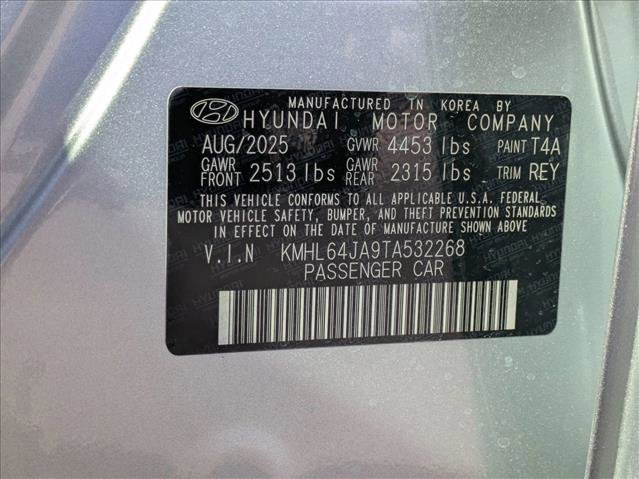 MANUFACTURED IN KOREA BY
HYUNDAI MOTOR COMPANY
AUG/2025 GVWR 4453 lbs PAINT T4A
GAWR FRONT 2513 lbs GAWR REAR 2315 lbs TRIM REY
THIS VEHICLE CONFORMS TO ALL APPLICABLE U.S.A. FEDERAL
MOTOR VEHICLE SAFETY, BUMPER, AND THEFT PREVENTION STANDARDS
IN EFFECT ON THE DATE OF MANUFACTURE SHOWN ABOVE
V.I.N KMHL64JA9TA532268
PASSENGER CAR